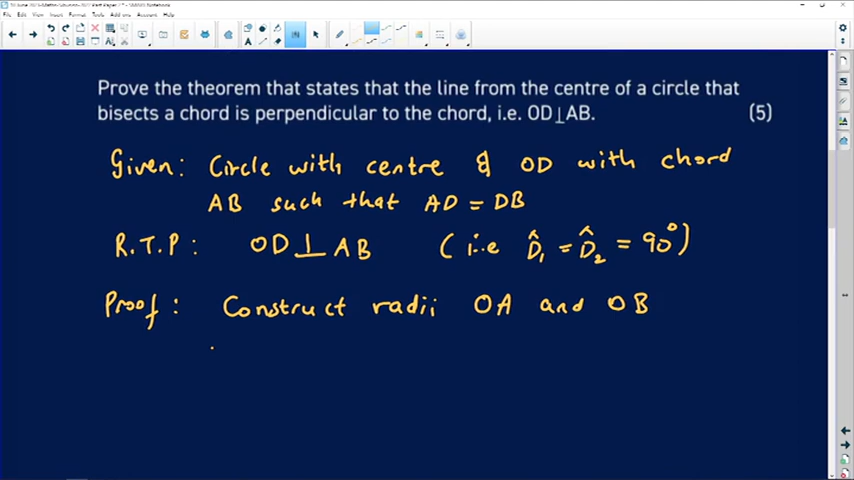 Prove the theorem that states that the line from the centre of a circle that
bisects a chord is perpendicular to the chord, i.e. OD⊥AB. (5)
Given: Circle with centre & OD with chord
AB such that AD = DB
R.T.P: OD⊥AB (i.e D̂₁ = D̂₂ = 90°)
Proof: Construct radii OA and OB